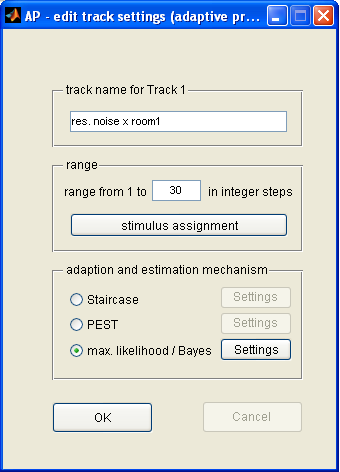 AP - edit track settings (adaptive pr...
track name for Track 1
res. noise x room1
range
range from 1 to 30 in integer steps
stimulus assignment
adaption and estimation mechanism
Staircase Settings
PEST Settings
max. likelihood / Bayes Settings
OK Cancel